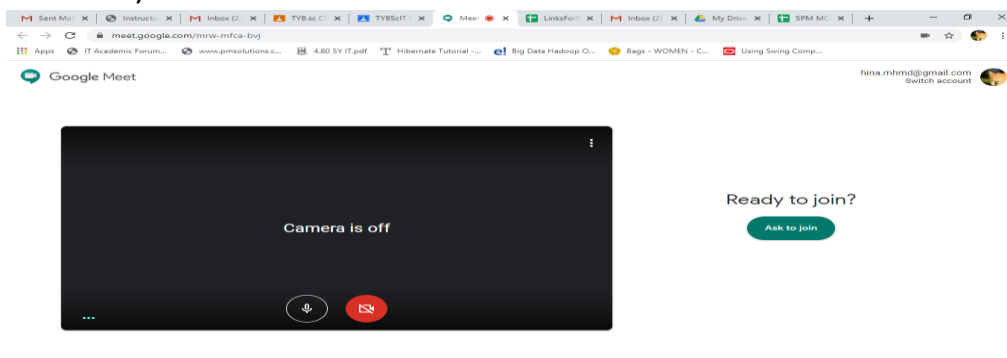 Sent Mai
Instructio
Inbox (2,
TYB.sc C
TYBScIT
Meet
LinksForI
Inbox (2)
My Drive
SPM MC
meet.google.com/mrw-mfca-bvj
Apps
IT Academic Forum...
www.pmsolutions.c...
4.80 SY IT.pdf
Hibernate Tutorial -...
Big Data Hadoop O...
Bags - WOMEN - C...
Using Swing Comp...
Google Meet
hina.mhmd@gmail.com
Switch account
Camera is off
Ready to join?
Ask to join